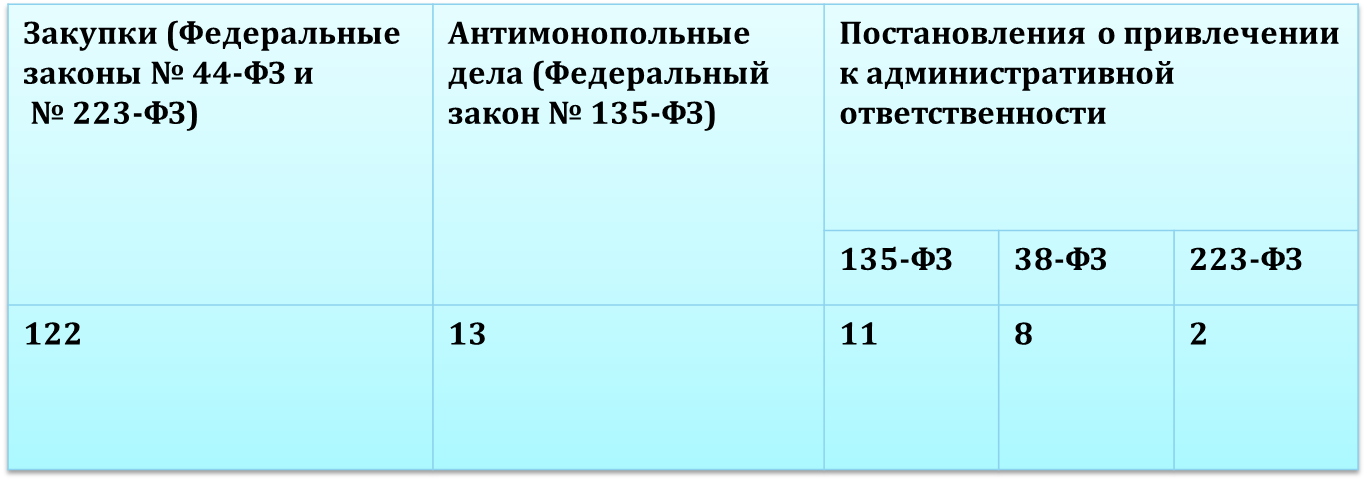 Закупки (Федеральные
законы № 44-ФЗ и
№ 223-ФЗ)
Антимонопольные
дела (Федеральный
закон № 135-ФЗ)
Постановления о привлечении
к административной
ответственности
135-ФЗ
38-ФЗ
223-ФЗ
122
13
11
8
2